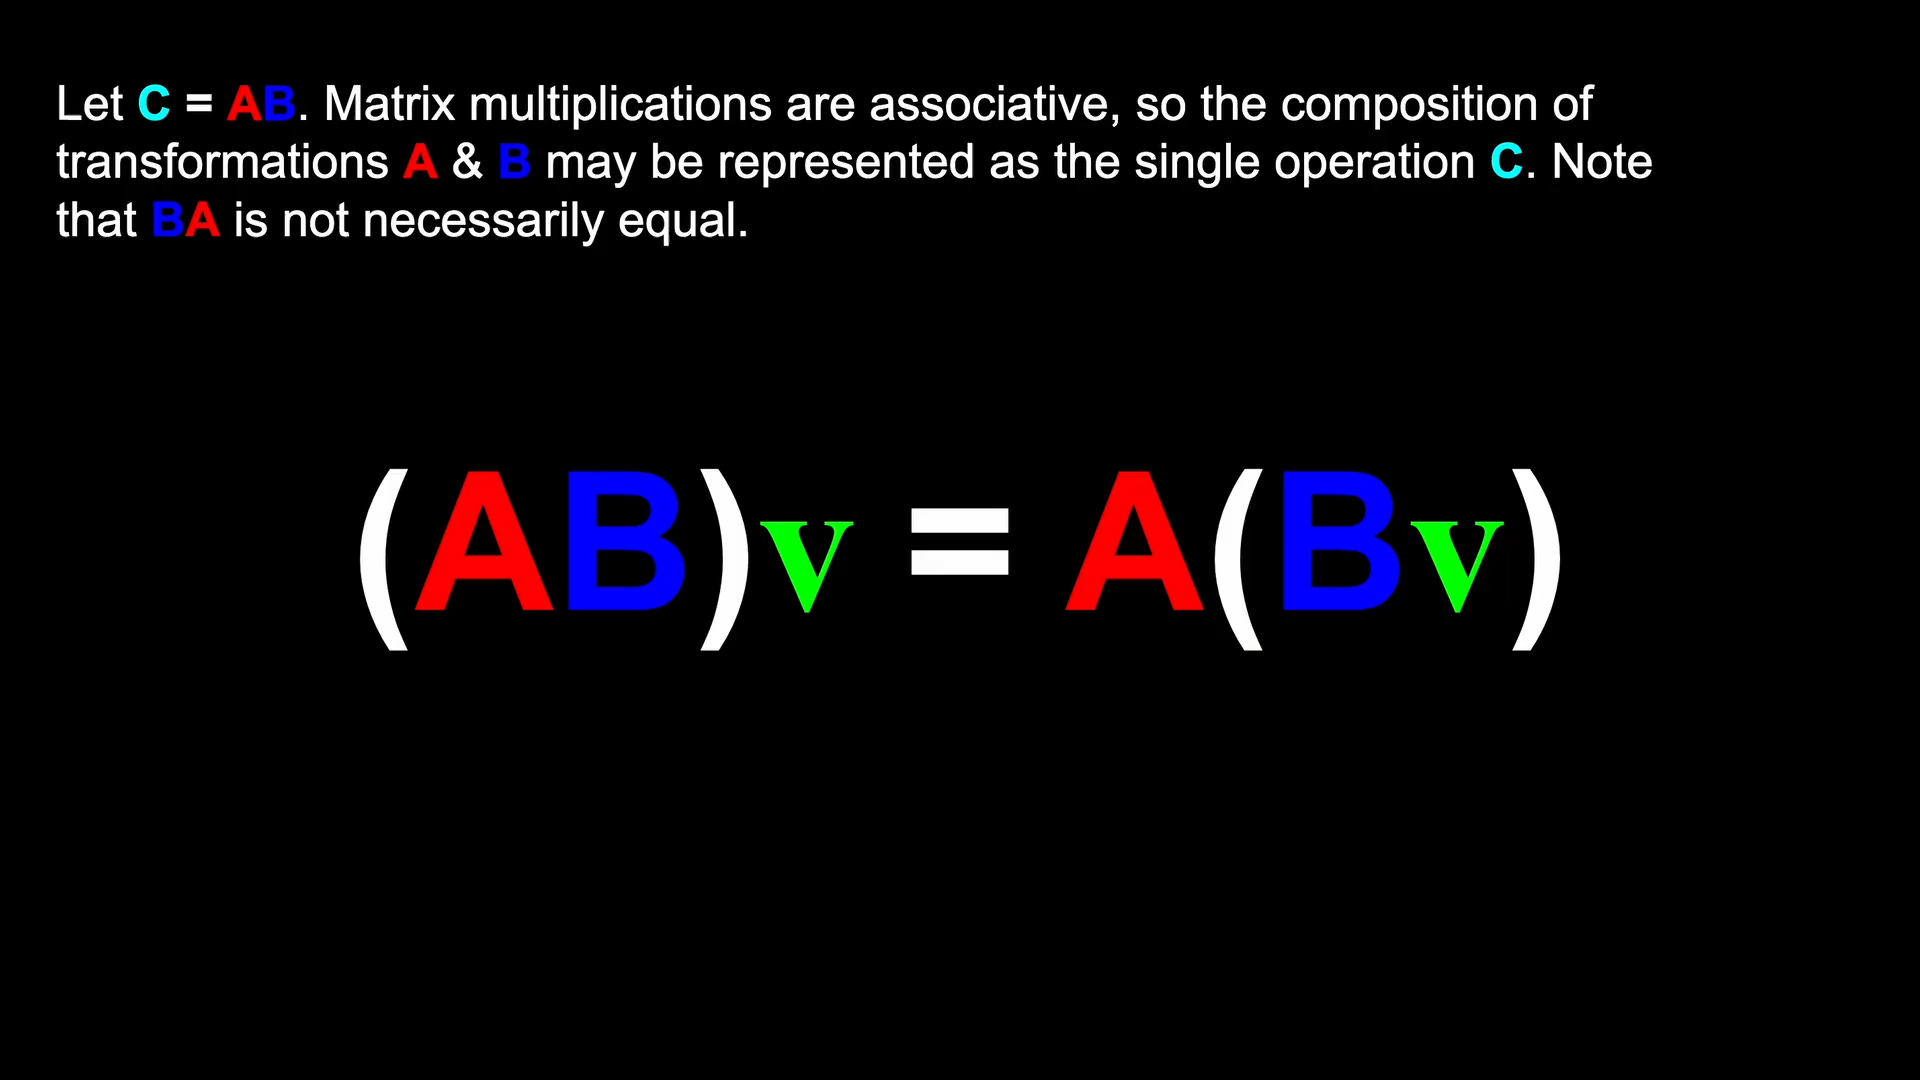 Let C = AB. Matrix multiplications are associative, so the composition of
transformations A & B may be represented as the single operation C. Note
that BA is not necessarily equal.
(AB)v = A(Bv)